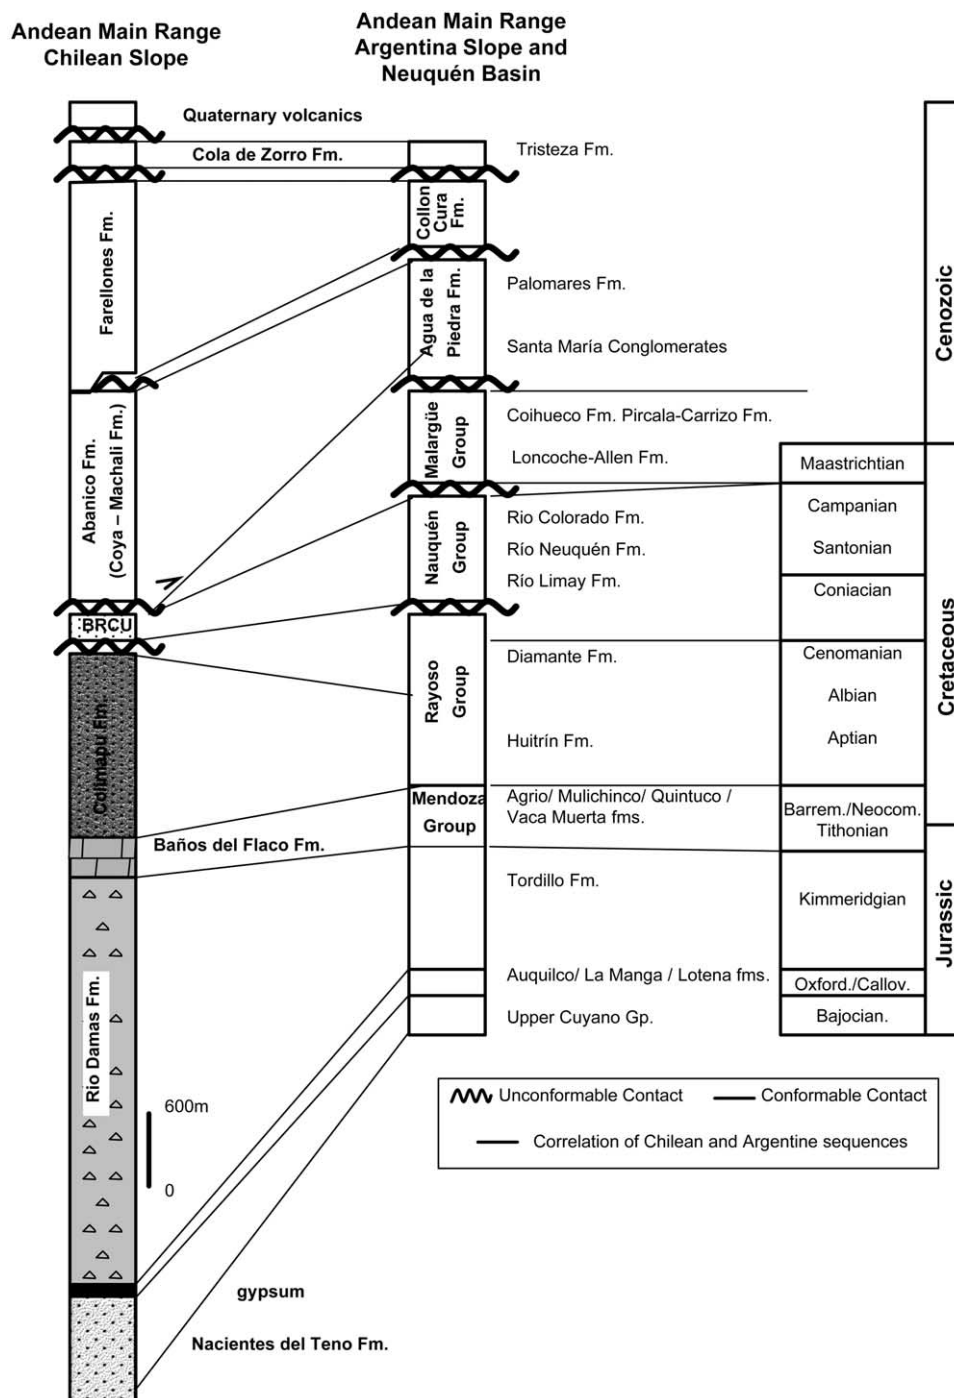 Andean Main Range
Chilean Slope
Andean Main Range
Argentina Slope and
Neuquén Basin
Quaternary volcanics
Cola de Zorro Fm.
Tristeza Fm.
Farellones Fm.
Collon
Cura
Fm.
Agua de la
Piedra Fm.
Palomares Fm.
Santa María Conglomerates
Cenozoic
Abanico Fm.
(Coya – Machali Fm.)
Malargüe
Group
Coihueco Fm. Pircala-Carrizo Fm.
Loncoche-Allen Fm.
Maastrichtian
Nauquén
Group
Rio Colorado Fm.
Río Neuquén Fm.
Río Limay Fm.
Campanian
Santonian
Coniacian
BRCU
Colimapu Fm.
Rayoso
Group
Diamante Fm.
Huitrín Fm.
Cenomanian
Albian
Aptian
Cretaceous
Baños del Flaco Fm.
Mendoza
Group
Agrio/ Mulichinco/ Quintuco /
Vaca Muerta fms.
Barrem./Neocom.
Tithonian
Rio Damas Fm.
Tordillo Fm.
Kimmeridgian
Jurassic
Auquilco/ La Manga / Lotena fms.
Oxford./Callov.
Upper Cuyano Gp.
Bajocian.
600m
0
Unconformable Contact
Conformable Contact
Correlation of Chilean and Argentine sequences
gypsum
Nacientes del Teno Fm.